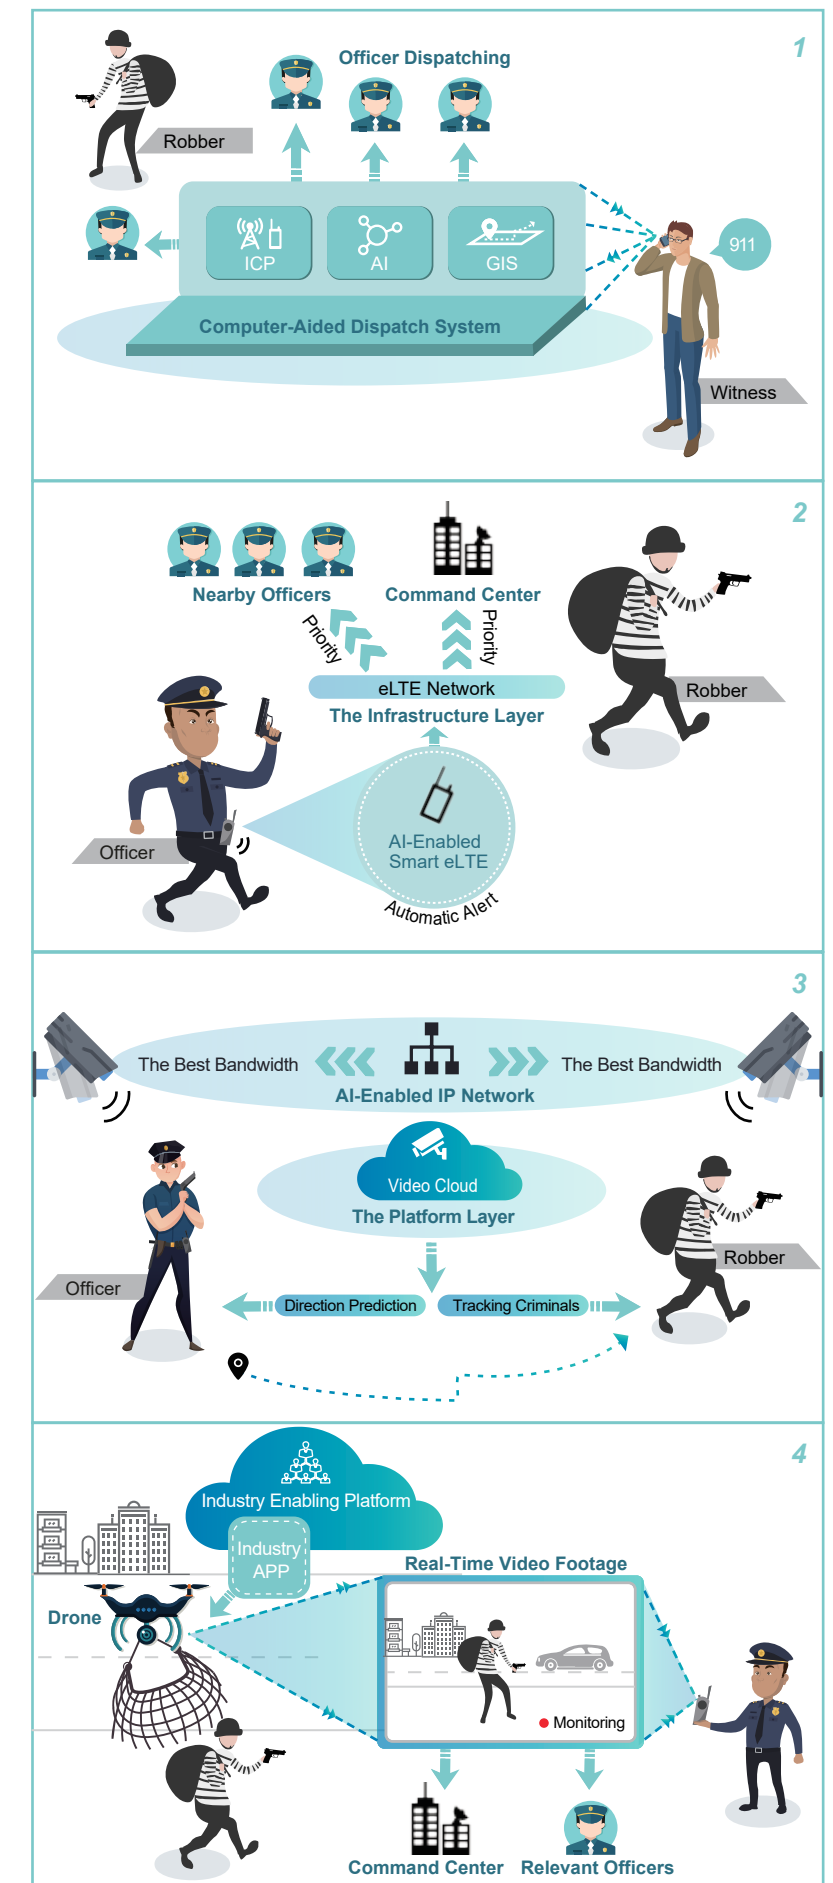 1
Officer Dispatching
Robber
911
ICP
AI
GIS
Computer-Aided Dispatch System
Witness
2
Nearby Officers
Command Center
Priority
Priority
eLTE Network
Robber
The Infrastructure Layer
AI-Enabled
Smart eLTE
Officer
Automatic Alert
3
The Best Bandwidth
The Best Bandwidth
AI-Enabled IP Network
Video Cloud
The Platform Layer
Robber
Officer
Direction Prediction
Tracking Criminals
4
Industry Enabling Platform
Industry
APP
Real-Time Video Footage
Drone
Monitoring
Command Center
Relevant Officers